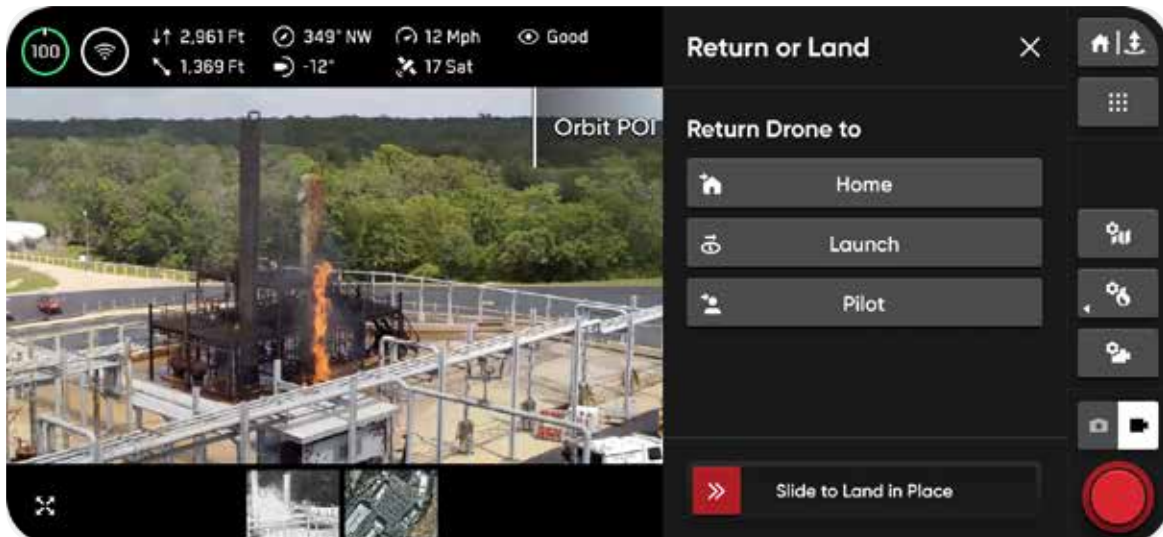 100
2,961 Ft
349° NW
12 Mph
Good
1,369 Ft
-12°
17 Sat
Orbit POI
Return or Land
Return Drone to
Home
Launch
Pilot
Slide to Land in Place